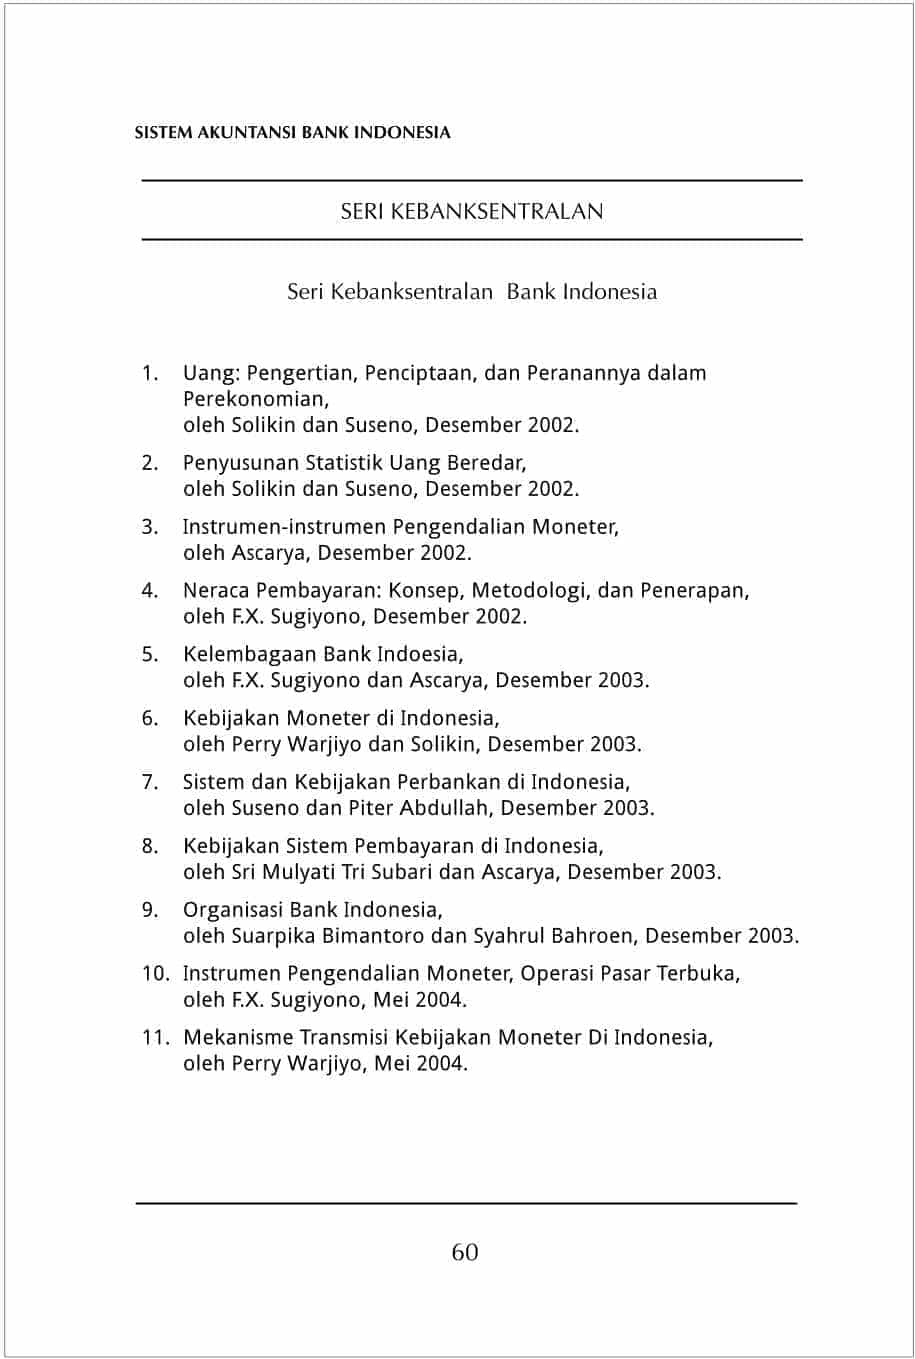 SISTEM AKUNTANSI BANK INDONESIA
SERI KEBANKSENTRALAN
Seri Kebanksentralan Bank Indonesia
1. Uang: Pengertian, Penciptaan, dan Peranannya dalam
Perekonomian,
oleh Solikin dan Suseno, Desember 2002.
2. Penyusunan Statistik Uang Beredar,
oleh Solikin dan Suseno, Desember 2002.
3. Instrumen-instrumen Pengendalian Moneter,
oleh Ascarya, Desember 2002.
4. Neraca Pembayaran: Konsep, Metodologi, dan Penerapan,
oleh F.X. Sugiyono, Desember 2002.
5. Kelembagaan Bank Indoesia,
oleh F.X. Sugiyono dan Ascarya, Desember 2003.
6. Kebijakan Moneter di Indonesia,
oleh Perry Warjiyo dan Solikin, Desember 2003.
7. Sistem dan Kebijakan Perbankan di Indonesia,
oleh Suseno dan Piter Abdullah, Desember 2003.
8. Kebijakan Sistem Pembayaran di Indonesia,
oleh Sri Mulyati Tri Subari dan Ascarya, Desember 2003.
9. Organisasi Bank Indonesia,
oleh Suarpika Bimantoro dan Syahrul Bahroen, Desember 2003.
10. Instrumen Pengendalian Moneter, Operasi Pasar Terbuka,
oleh F.X. Sugiyono, Mei 2004.
11. Mekanisme Transmisi Kebijakan Moneter Di Indonesia,
oleh Perry Warjiyo, Mei 2004.
60